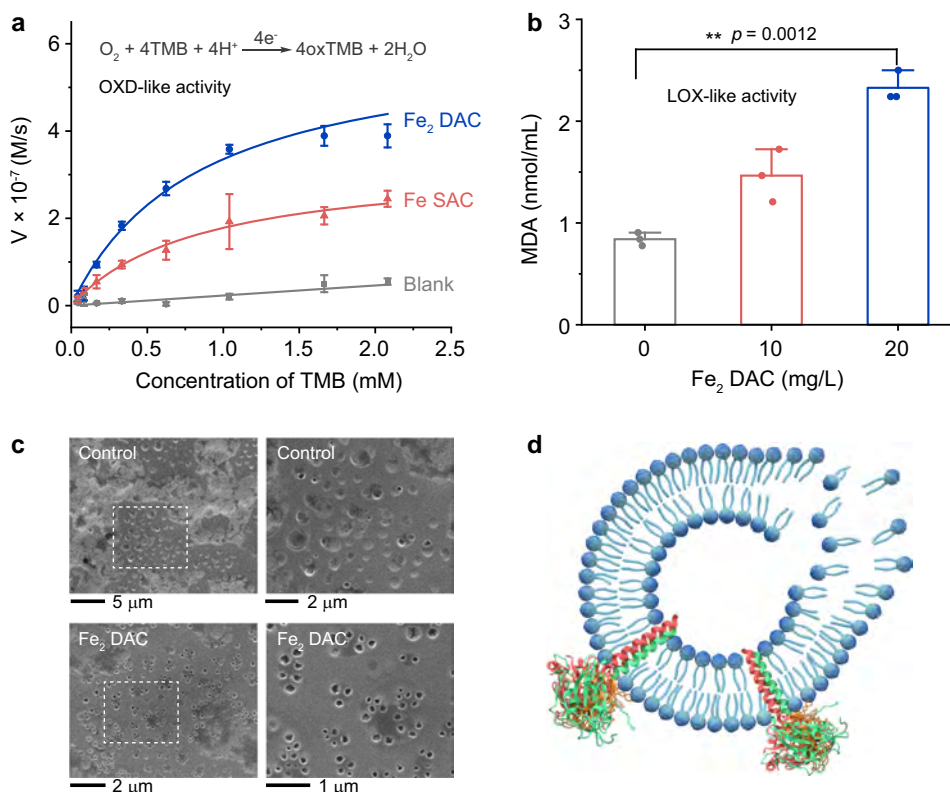 a
O₂ + 4TMB + 4H⁺ 4e⁻ → 4oxTMB + 2H₂O
OXD-like activity
Fe₂ DAC
Fe SAC
Blank
V × 10⁻⁷ (M/s)
6
4
2
0
0.0 0.5 1.0 1.5 2.0 2.5
Concentration of TMB (mM)
b
** p = 0.0012
LOX-like activity
MDA (nmol/mL)
3
2
1
0
0 10 20
Fe₂ DAC (mg/L)
c
Control
Control
5 μm
2 μm
Fe₂ DAC
Fe₂ DAC
2 μm
1 μm
d